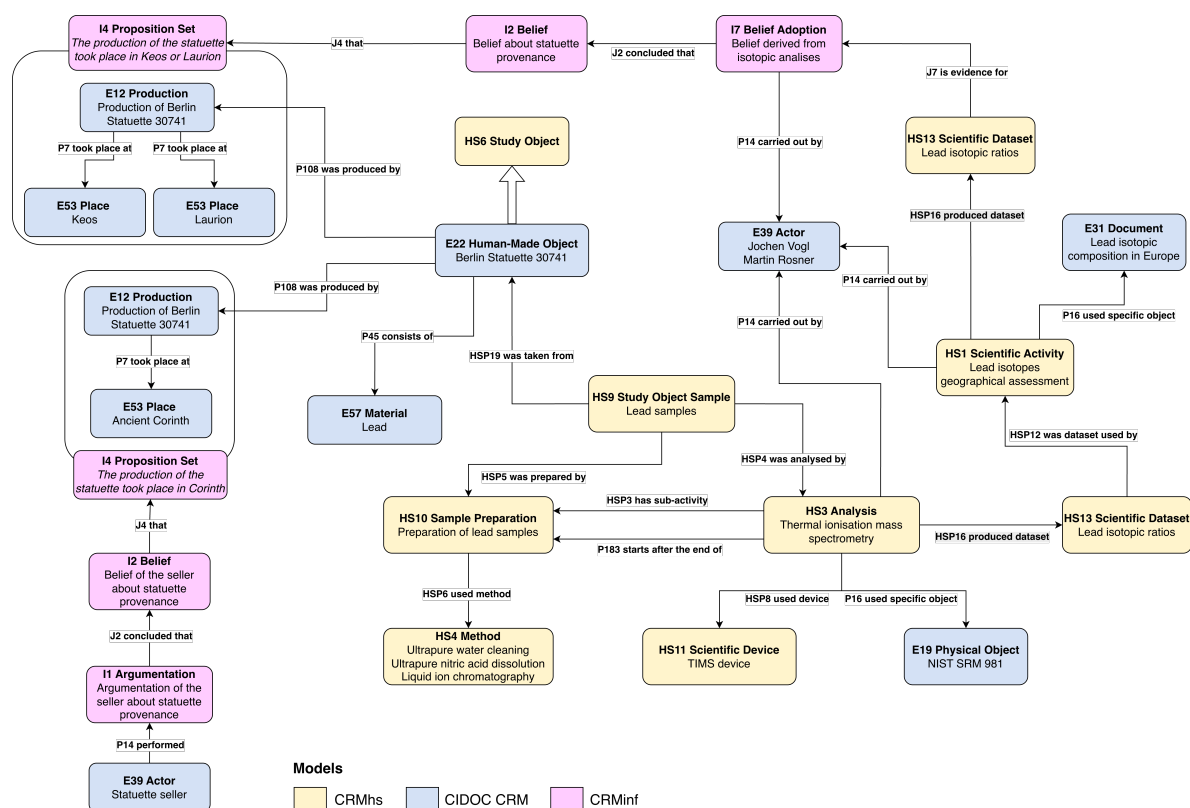 I4 Proposition Set
The production of the statuette
took place in Keos or Laurion
J4 that
I2 Belief
Belief about statuette
provenance
J2 concluded that
I7 Belief Adoption
Belief derived from
isotopic analises
J7 is evidence for
E12 Production
Production of Berlin
Statuette 30741
P7 took place at
P7 took place at
E53 Place
Keos
E53 Place
Laurion
P108 was produced by
HS6 Study Object
P14 carried out by
HS13 Scientific Dataset
Lead isotopic ratios
HSP16 produced dataset
E22 Human-Made Object
Berlin Statuette 30741
E39 Actor
Jochen Vogl
Martin Rosner
E31 Document
Lead isotopic
composition in Europe
P14 carried out by
P16 used specific object
P108 was produced by
E12 Production
Production of Berlin
Statuette 30741
P7 took place at
E53 Place
Ancient Corinth
P45 consists of
HSP19 was taken from
P14 carried out by
HS1 Scientific Activity
Lead isotopes
geographical assessment
E57 Material
Lead
HS9 Study Object Sample
Lead samples
HSP12 was dataset used by
I4 Proposition Set
The production of the
statuette took place in Corinth
HSP5 was prepared by
HSP4 was analysed by
HSP3 has sub-activity
HS10 Sample Preparation
Preparation of lead samples
HS3 Analysis
Thermal ionisation mass
spectrometry
HSP16 produced dataset
HS13 Scientific Dataset
Lead isotopic ratios
P183 starts after the end of
J4 that
I2 Belief
Belief of the seller
about statuette
provenance
HSP6 used method
HSP8 used device
P16 used specific object
J2 concluded that
HS4 Method
Ultrapure water cleaning
Ultrapure nitric acid dissolution
Liquid ion chromatography
HS11 Scientific Device
TIMS device
E19 Physical Object
NIST SRM 981
I1 Argumentation
Argumentation of the
seller about statuette
provenance
P14 performed
E39 Actor
Statuette seller
Models
CRMhs
CIDOC CRM
CRMinf